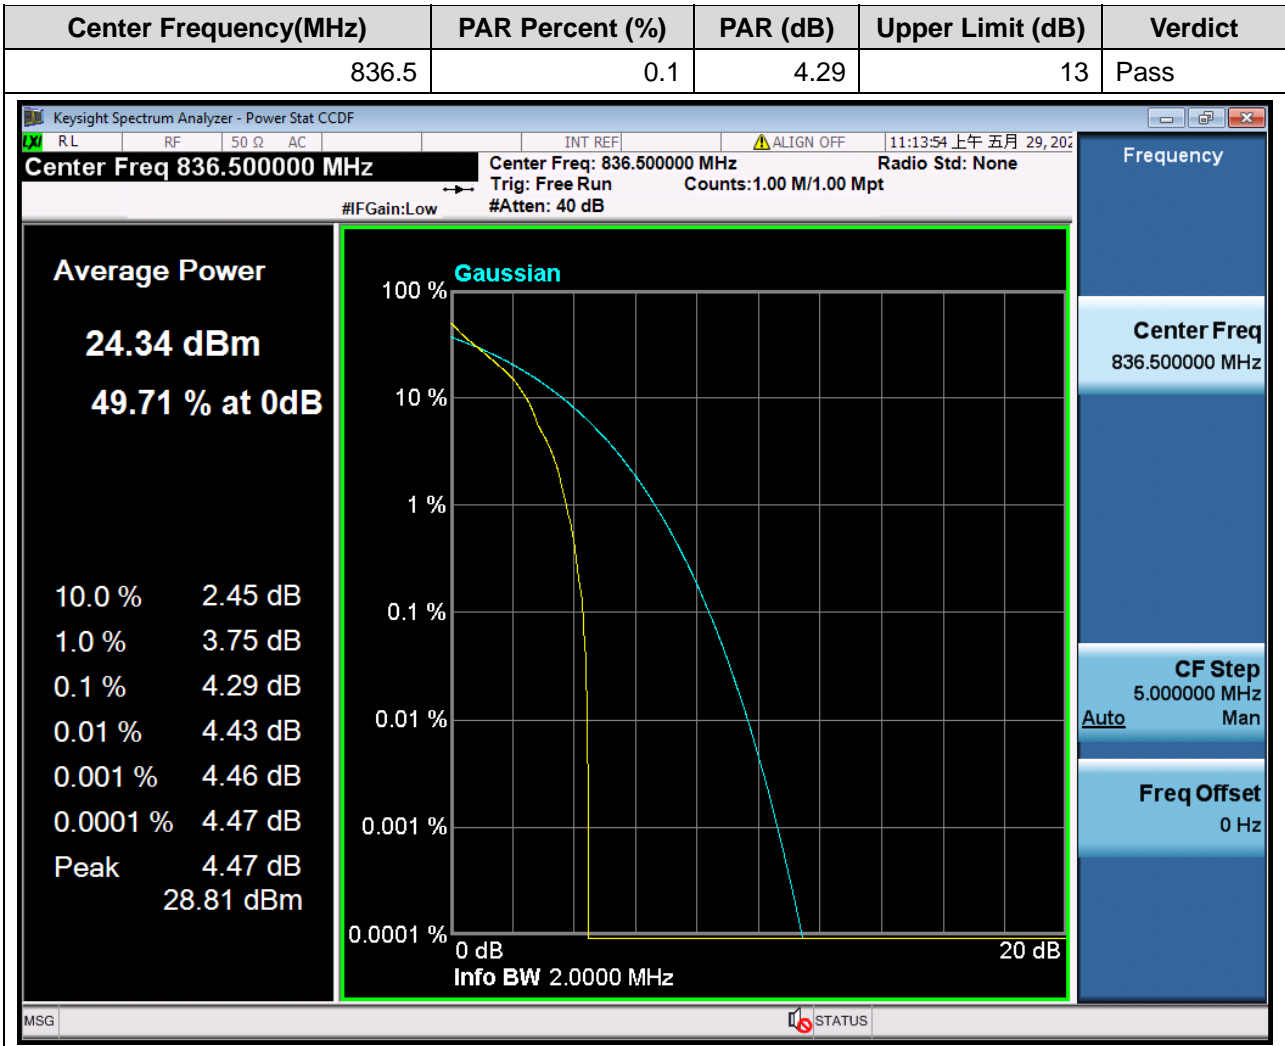 Center Frequency(MHz) PAR Percent (%) PAR (dB) Upper Limit (dB) Verdict
836.5 0.1 4.29 13 Pass
Keysight Spectrum Analyzer - Power Stat CCDF
LXI RL RF 50 Ω AC INT REF ALIGN OFF 11:13:54 上午 五月 29, 202
Center Freq 836.500000 MHz
Center Freq: 836.500000 MHz Radio Std: None
Trig: Free Run Counts:1.00 M/1.00 Mpt
#IFGain:Low #Atten: 40 dB
Average Power
24.34 dBm
49.71 % at 0dB
10.0 % 2.45 dB
1.0 % 3.75 dB
0.1 % 4.29 dB
0.01 % 4.43 dB
0.001 % 4.46 dB
0.0001 % 4.47 dB
Peak 4.47 dB
28.81 dBm
Gaussian
100 %
10 %
1 %
0.1 %
0.01 %
0.001 %
0.0001 %
0 dB 20 dB
Info BW 2.0000 MHz
Frequency
Center Freq
836.500000 MHz
CF Step
5.000000 MHz
Auto Man
Freq Offset
0 Hz
MSG STATUS